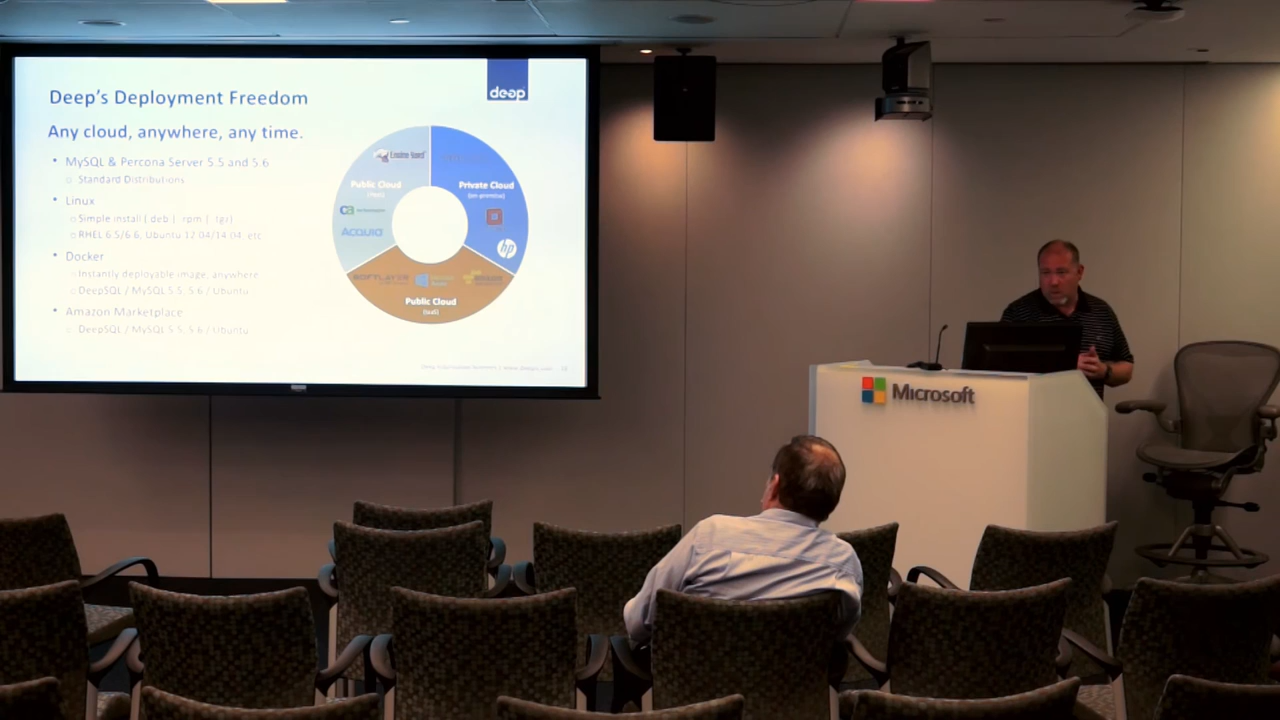 Deep's Deployment Freedom
deep
Any cloud, anywhere, any time.
• MySQL & Percona Server 5.5 and 5.6
○ Standard Distributions
• Linux
○ Simple install ( deb | rpm | tgz)
○ RHEL 6.5/6.6, Ubuntu 12.04/14.04, etc
• Docker
○ Instantly deployable image, anywhere
○ DeepSQL / MySQL 5.5, 5.6 / Ubuntu
• Amazon Marketplace
○ DeepSQL / MySQL 5.5, 5.6 / Ubuntu
Public Cloud
Acquia
Private Cloud
(on-premise)
hp
SOFTLAYER
Public Cloud
(IaaS)
Microsoft